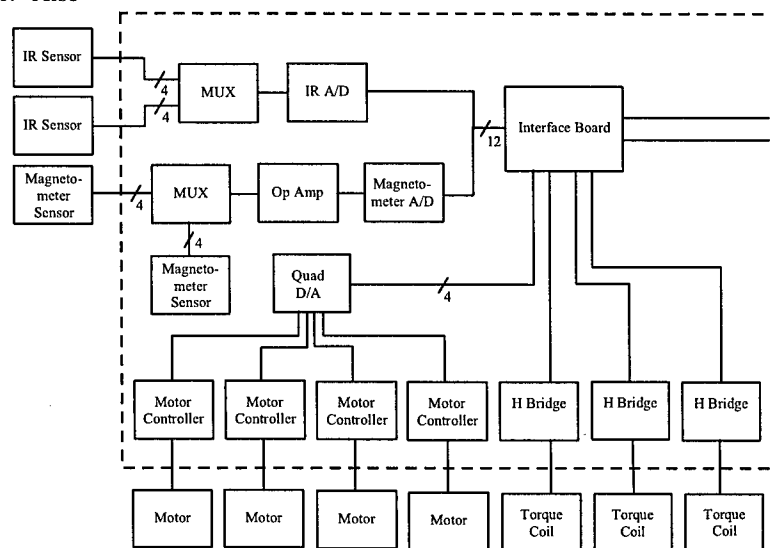 IR Sensor
4
MUX
IR A/D
IR Sensor
4
Interface Board
12
Magneto-
meter
Sensor
4
MUX
Op Amp
Magneto-
meter A/D
4
Magneto-
meter
Sensor
Quad
D/A
4
Motor
Controller
Motor
Controller
Motor
Controller
Motor
Controller
H Bridge
H Bridge
H Bridge
Motor
Motor
Motor
Motor
Torque
Coil
Torque
Coil
Torque
Coil